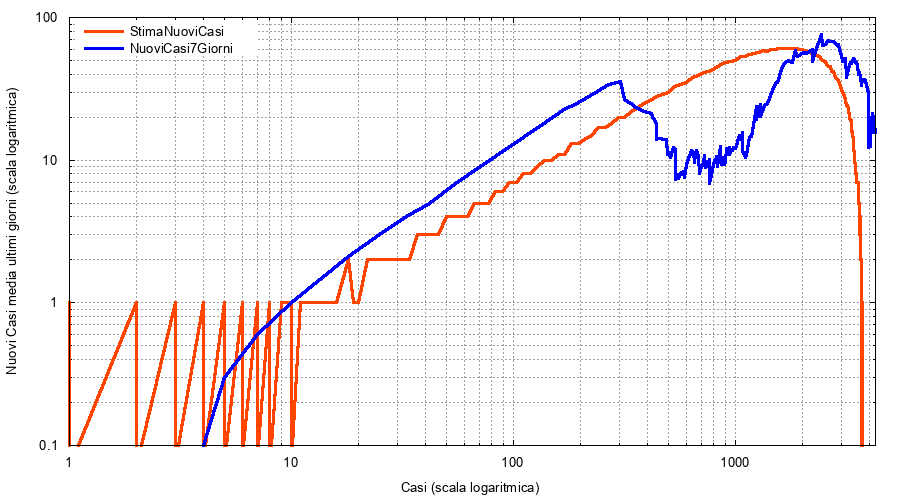 100
StimaNuoviCasi
NuoviCasi7Giorni
10
1
0.1
Nuovi Casi media ultimi giorni (scala logaritmica)
1
10
100
1000
Casi (scala logaritmica)